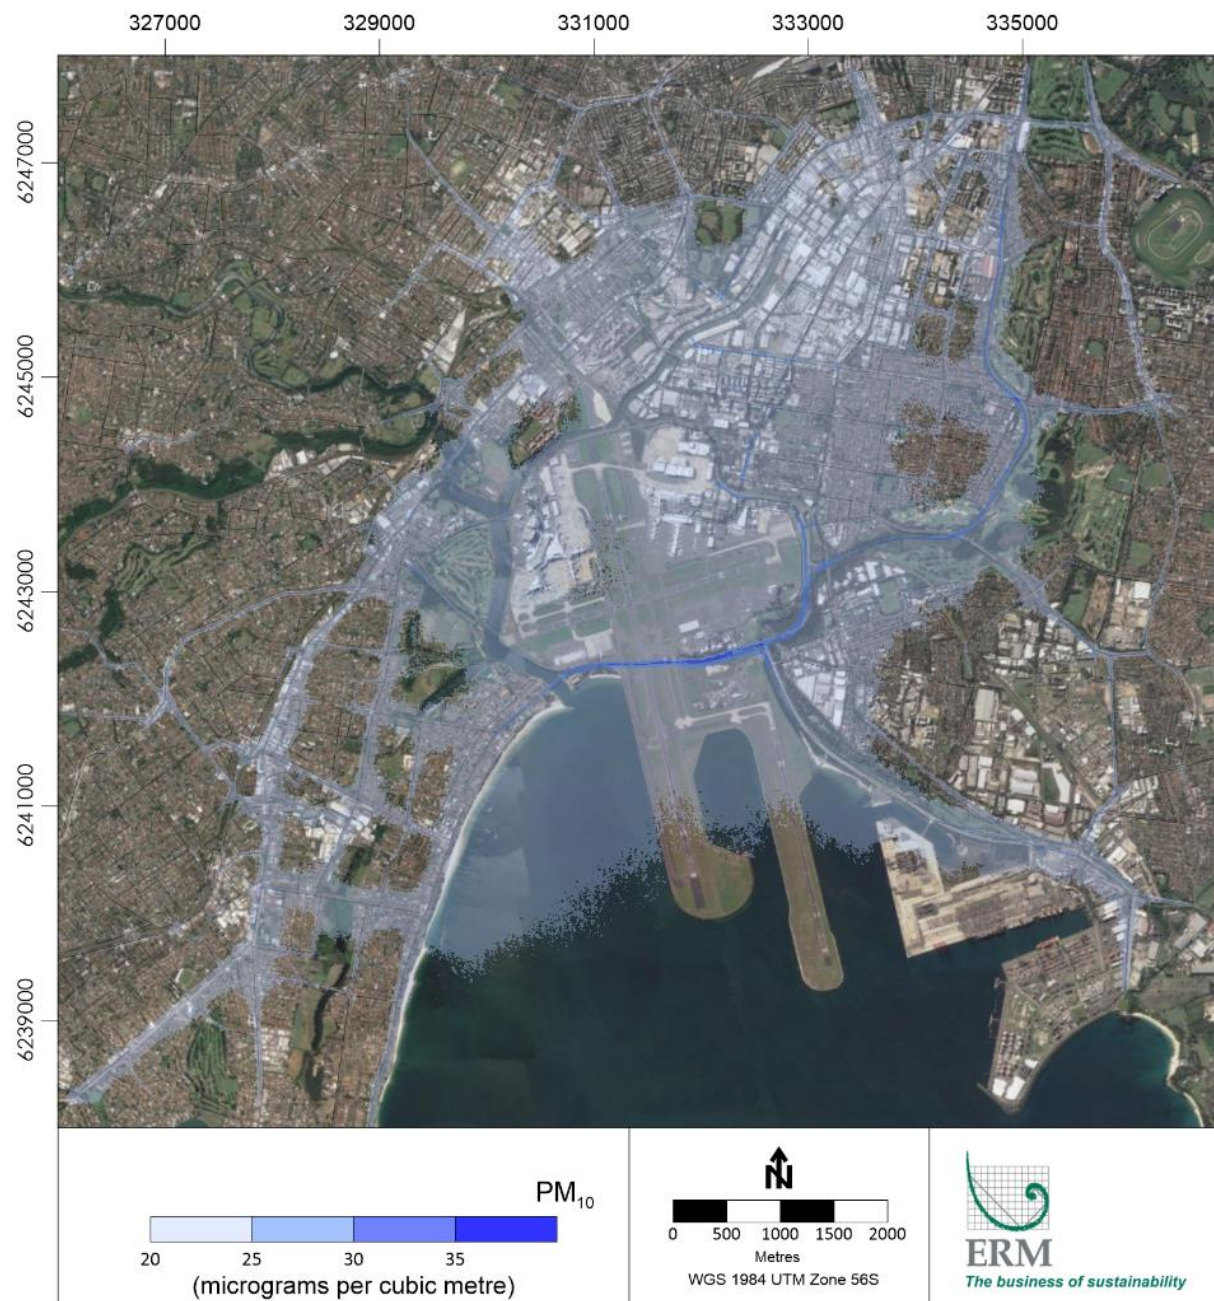 327000 329000 331000 333000 335000
6247000
6245000
6243000
6241000
6239000
PM10
20 25 30 35
(micrograms per cubic metre)
N
0 500 1000 1500 2000
Metres
WGS 1984 UTM Zone 56S
ERM
The business of sustainability